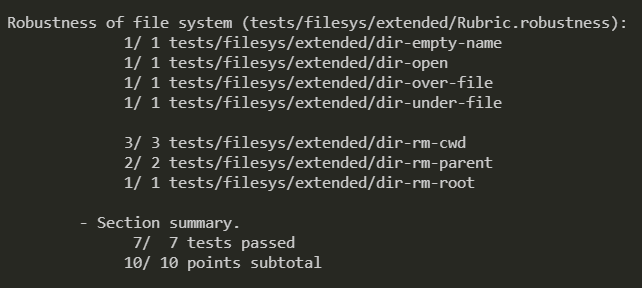 Robustness of file system (tests/filesys/extended/Rubric.robustness):
1/ 1 tests/filesys/extended/dir-empty-name
1/ 1 tests/filesys/extended/dir-open
1/ 1 tests/filesys/extended/dir-over-file
1/ 1 tests/filesys/extended/dir-under-file
3/ 3 tests/filesys/extended/dir-rm-cwd
2/ 2 tests/filesys/extended/dir-rm-parent
1/ 1 tests/filesys/extended/dir-rm-root
- Section summary.
7/ 7 tests passed
10/ 10 points subtotal